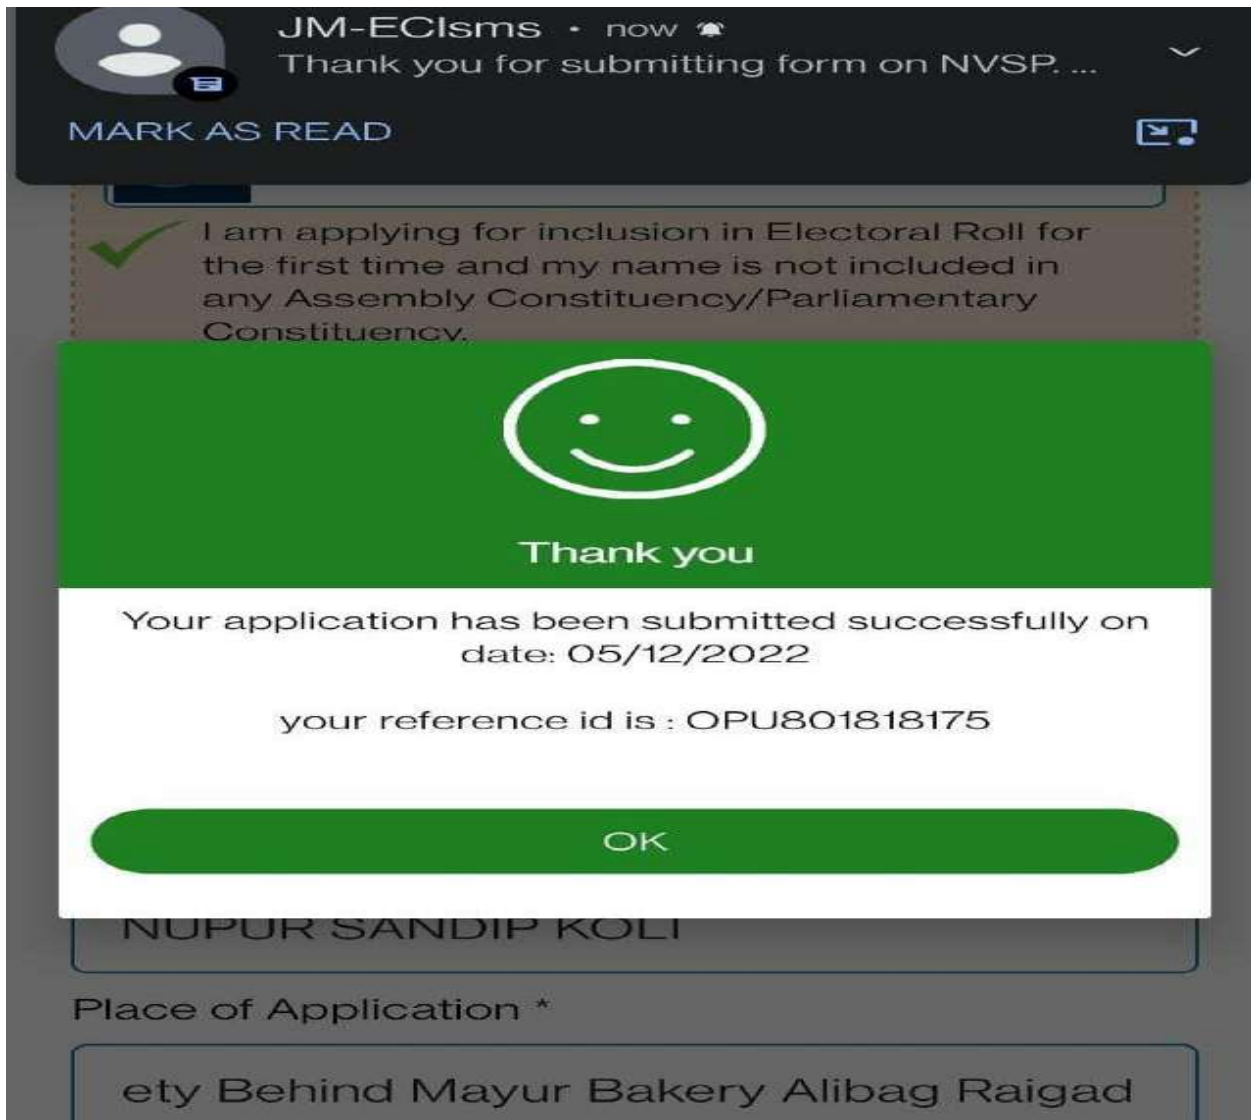 JM-ECIsms • now
Thank you for submitting form on NVSP. ...
MARK AS READ
I am applying for inclusion in Electoral Roll for
the first time and my name is not included in
any Assembly Constituency/Parliamentary
Constituency.
Thank you
Your application has been submitted successfully on
date: 05/12/2022
your reference id is : OPU801818175
OK
NUPUR SANDIP KOLI
Place of Application *
ety Behind Mayur Bakery Alibag Raigad